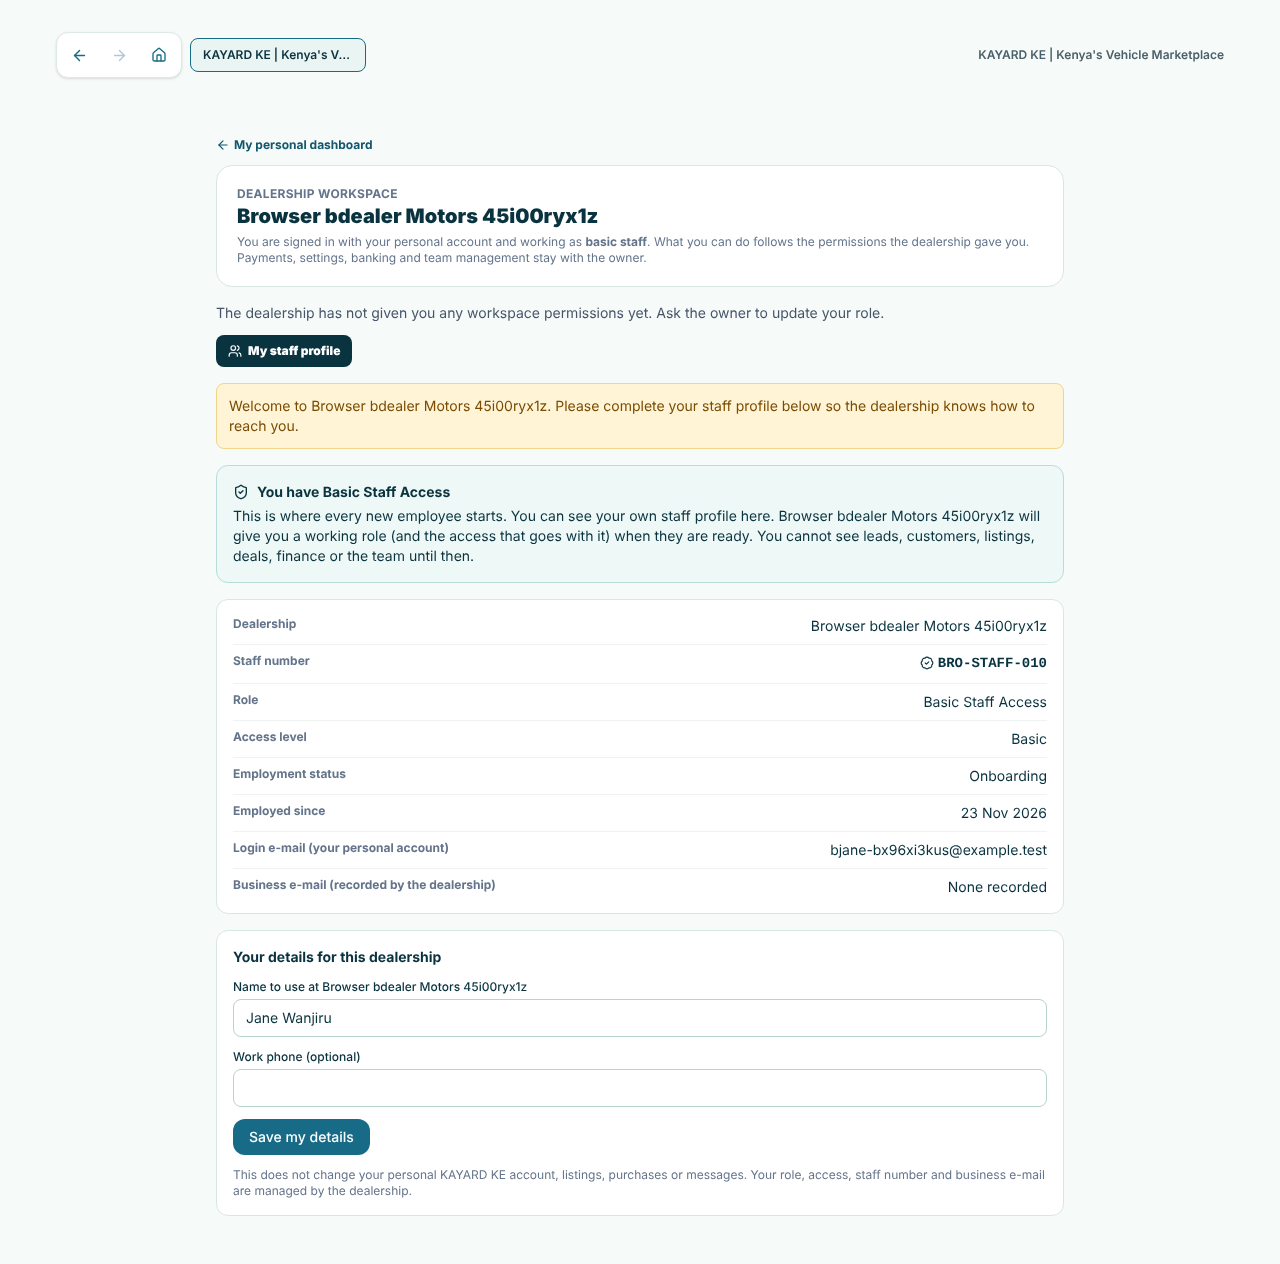 KAYARD KE | Kenya's V...
KAYARD KE | Kenya's Vehicle Marketplace
My personal dashboard
DEALERSHIP WORKSPACE
Browser bdealer Motors 45i00ryx1z
You are signed in with your personal account and working as basic staff. What you can do follows the permissions the dealership gave you.
Payments, settings, banking and team management stay with the owner.
The dealership has not given you any workspace permissions yet. Ask the owner to update your role.
My staff profile
Welcome to Browser bdealer Motors 45i00ryx1z. Please complete your staff profile below so the dealership knows how to
reach you.
You have Basic Staff Access
This is where every new employee starts. You can see your own staff profile here. Browser bdealer Motors 45i00ryx1z will
give you a working role (and the access that goes with it) when they are ready. You cannot see leads, customers, listings,
deals, finance or the team until then.
Dealership
Browser bdealer Motors 45i00ryx1z
Staff number
BRO-STAFF-010
Role
Basic Staff Access
Access level
Basic
Employment status
Onboarding
Employed since
23 Nov 2026
Login e-mail (your personal account)
bjane-bx96xi3kus@example.test
Business e-mail (recorded by the dealership)
None recorded
Your details for this dealership
Name to use at Browser bdealer Motors 45i00ryx1z
Jane Wanjiru
Work phone (optional)
Save my details
This does not change your personal KAYARD KE account, listings, purchases or messages. Your role, access, staff number and business e-mail
are managed by the dealership.